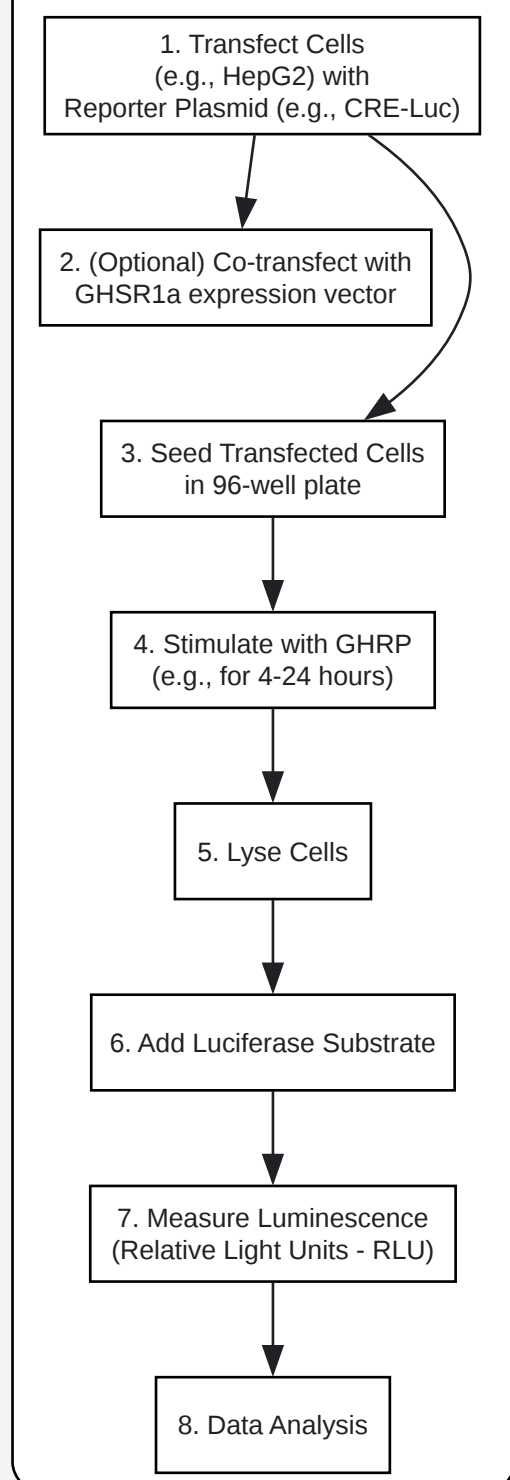 1. Transfect Cells
(e.g., HepG2) with
Reporter Plasmid (e.g., CRE-Luc)
2. (Optional) Co-transfect with
GHSR1a expression vector
3. Seed Transfected Cells
in 96-well plate
4. Stimulate with GHRP
(e.g., for 4-24 hours)
5. Lyse Cells
6. Add Luciferase Substrate
7. Measure Luminescence
(Relative Light Units - RLU)
8. Data Analysis